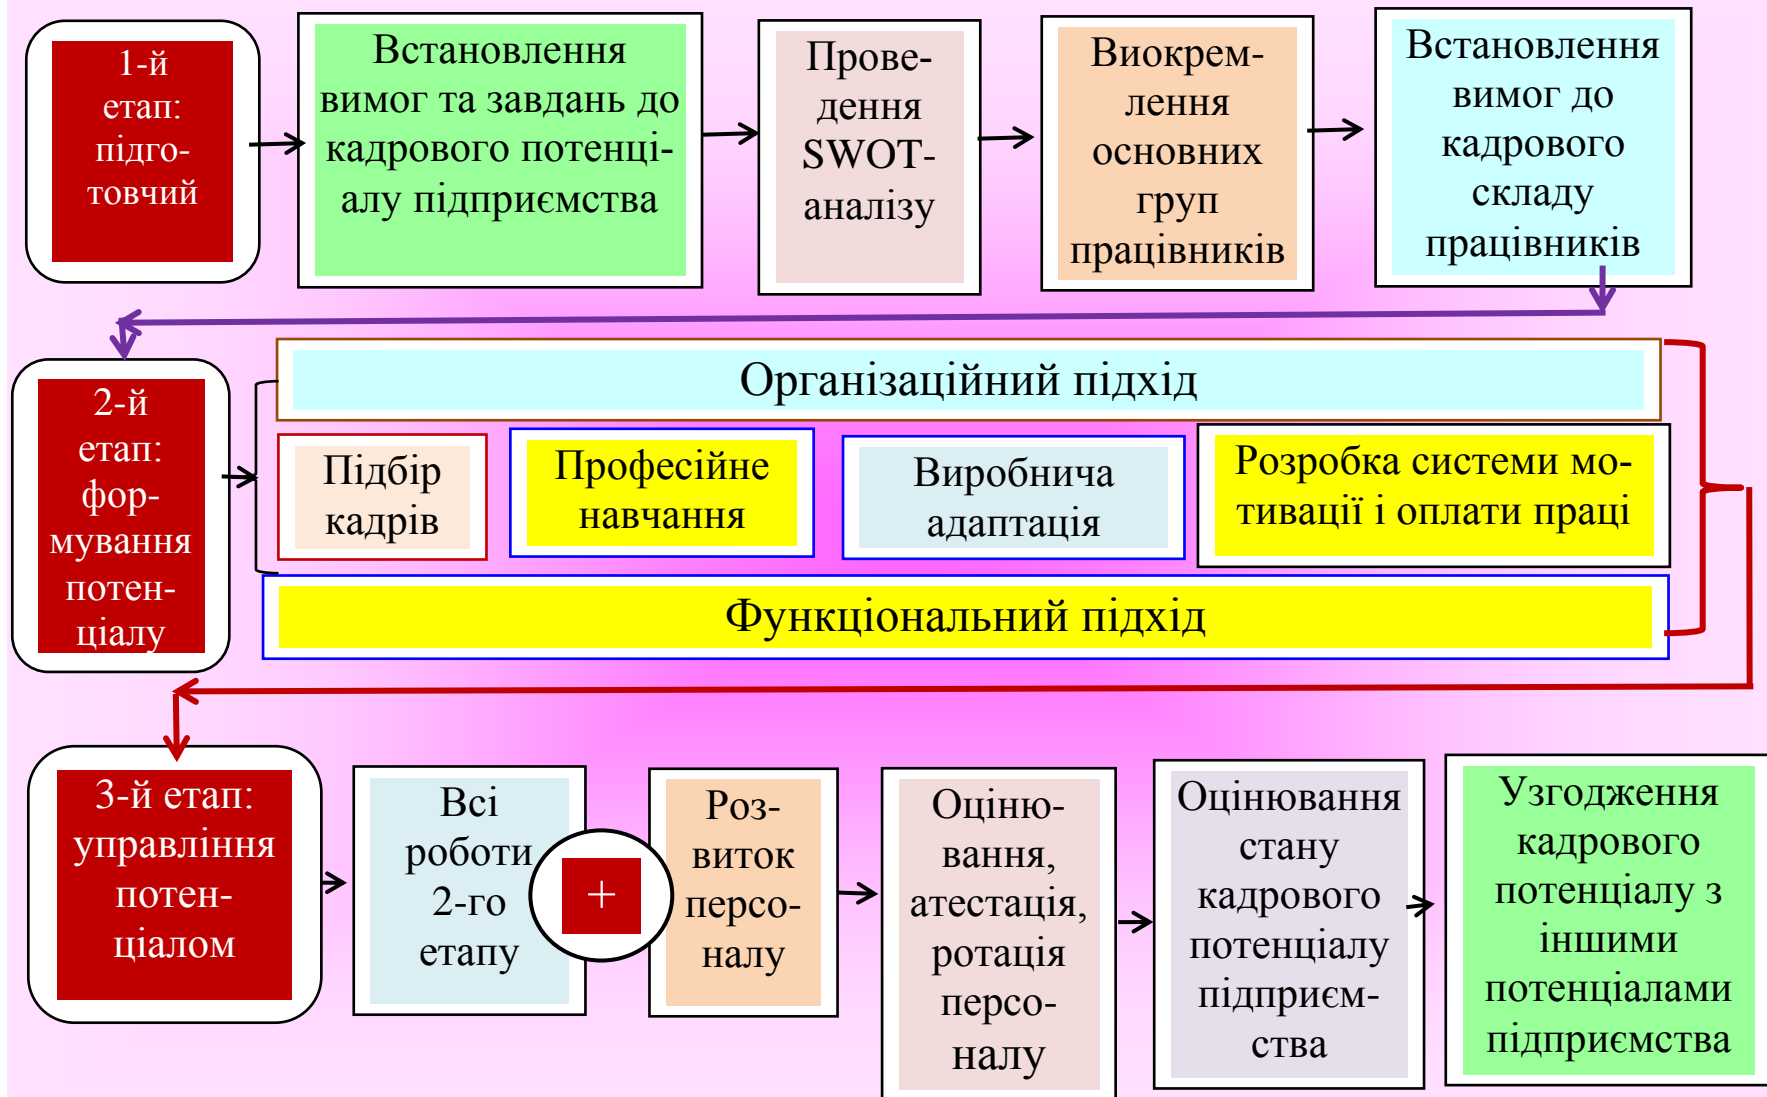 1-й
етап:
підго-
товчий
Встановлення
вимог та завдань до
кадрового потенці-
алу підприємства
Прове-
дення
SWOT-
аналізу
Виокрем-
лення
основних
груп
працівників
Встановлення
вимог до
кадрового
складу
працівників
2-й
етап:
фор-
мування
потен-
ціалу
Організаційний підхід
Підбір
кадрів
Професійне
навчання
Виробнича
адаптація
Розробка системи мо-
тивації і оплати праці
Функціональний підхід
3-й етап:
управління
потен-
ціалом
Всі
роботи
2-го
етапу
+
Роз-
виток
персо-
налу
Оціню-
вання,
атестація,
ротація
персо-
налу
Оцінювання
стану
кадрового
потенціалу
підприєм-
ства
Узгодження
кадрового
потенціалу з
іншими
потенціалами
підприємства